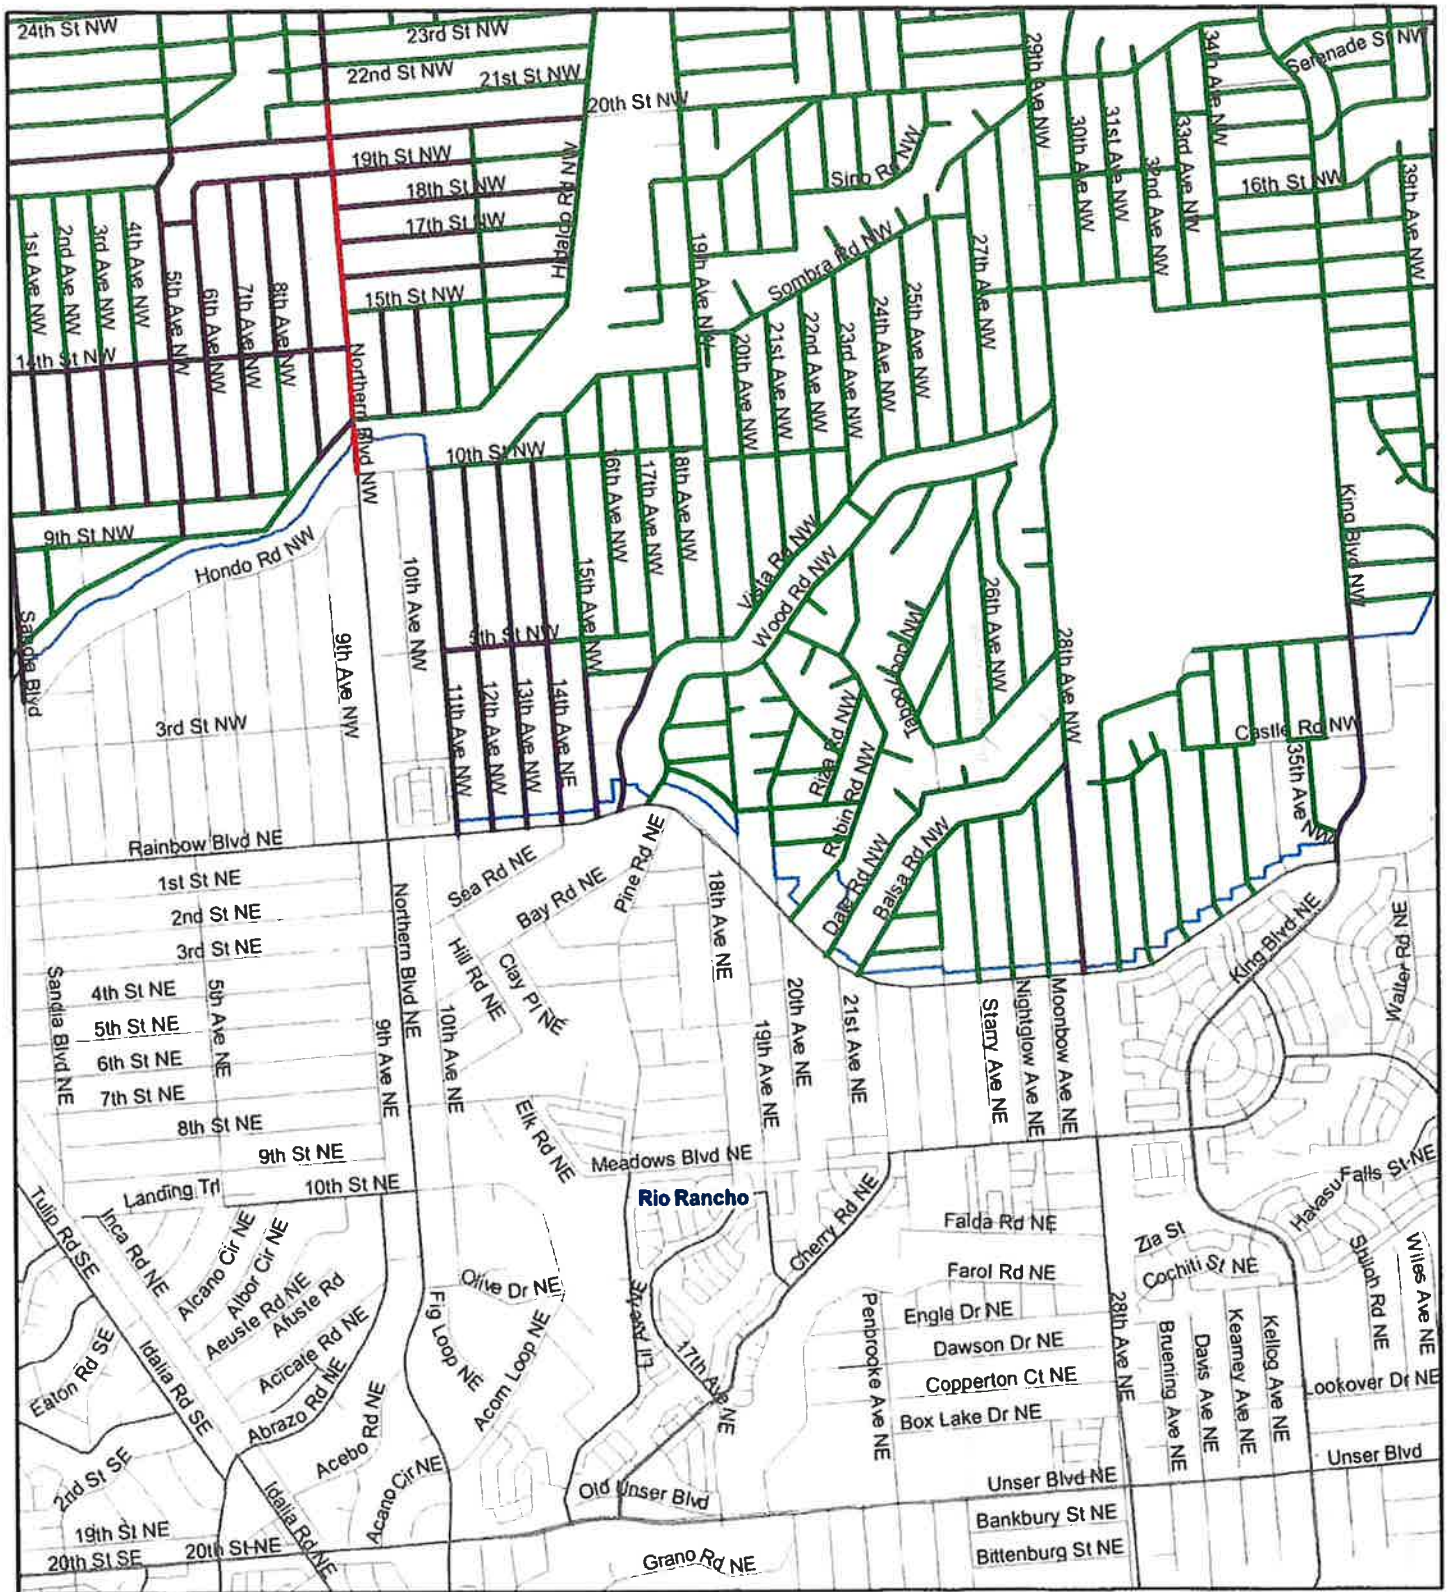 24th St NW
23rd St NW
22nd St NW
21st St NW
20th St NW
29th Ave NW
34th Ave NW
Serenade St NW
30th Ave NW
31st Ave NW
32nd Ave NW
33rd Ave NW
16th St NW
39th Ave NW
19th St NW
18th St NW
17th St NW
15th St NW
14th St NW
Hideo Rd NW
Sino Rd NW
Sombra Rd NW
1st Ave NW
2nd Ave NW
3rd Ave NW
4th Ave NW
5th Ave NW
6th Ave NW
7th Ave NW
8th Ave NW
Northern Blvd NW
19th Ave NW
20th Ave NW
21st Ave NW
22nd Ave NW
23rd Ave NW
24th Ave NW
25th Ave NW
27th Ave NW
10th St NW
16th Ave NW
17th Ave NW
18th Ave NW
9th St NW
Hondo Rd NW
Sandia Blvd
9th Ave NW
10th Ave NW
5th St NW
15th Ave NW
Vista Rd NW
Wood Rd NW
Taboo Ct NW
26th Ave NW
28th Ave NW
King Blvd NW
3rd St NW
11th Ave NW
12th Ave NW
13th Ave NW
14th Ave NE
Riza Rd NW
Robin Rd NW
Date Rd NW
Balsa Rd NW
Castle Rd NW
35th Ave NW
Rainbow Blvd NE
1st St NE
2nd St NE
3rd St NE
4th St NE
5th St NE
6th St NE
7th St NE
8th St NE
9th St NE
10th St NE
Landing Trl
Sandia Blvd NE
5th Ave NE
9th Ave NE
Northern Blvd NE
10th Ave NE
Sea Rd NE
Bay Rd NE
Hill Rd NE
Clay Pl NE
Pine Rd NE
18th Ave NE
19th Ave NE
20th Ave NE
21st Ave NE
Starry Ave NE
Nightglow Ave NE
Moonbow Ave NE
King Blvd NE
Walter Rd NE
Elk Rd NE
Meadows Blvd NE
Rio Rancho
Cherry Rd NE
Tulip Rd SE
Inca Rd NE
Alcano Cir NE
Albor Cir NE
Aeuste Rd NE
Afuste Rd
Acicate Rd NE
Abrazo Rd NE
Acebo Rd NE
Acano Cir NE
Eaton Rd SE
Idalia Rd SE
Idalia Rd NE
2nd St SE
19th St NE
20th St SE
20th St NE
Olive Dr NE
Fig Loop NE
Acorn Loop NE
Lil Ave NE
17th Ave NE
Old Unser Blvd
Grano Rd NE
Falda Rd NE
Farol Rd NE
Engle Dr NE
Dawson Dr NE
Copperton Ct NE
Box Lake Dr NE
Penbrooke Ave NE
28th Ave NE
Zia St
Cochiti St NE
Havasu Falls St NE
Shiloh Rd NE
Wiles Ave NE
Bruening Ave NE
Davis Ave NE
Kearney Ave NE
Kellog Ave NE
Lookover Dr NE
Unser Blvd
Unser Blvd NE
Bankbury St NE
Bittenburg St NE